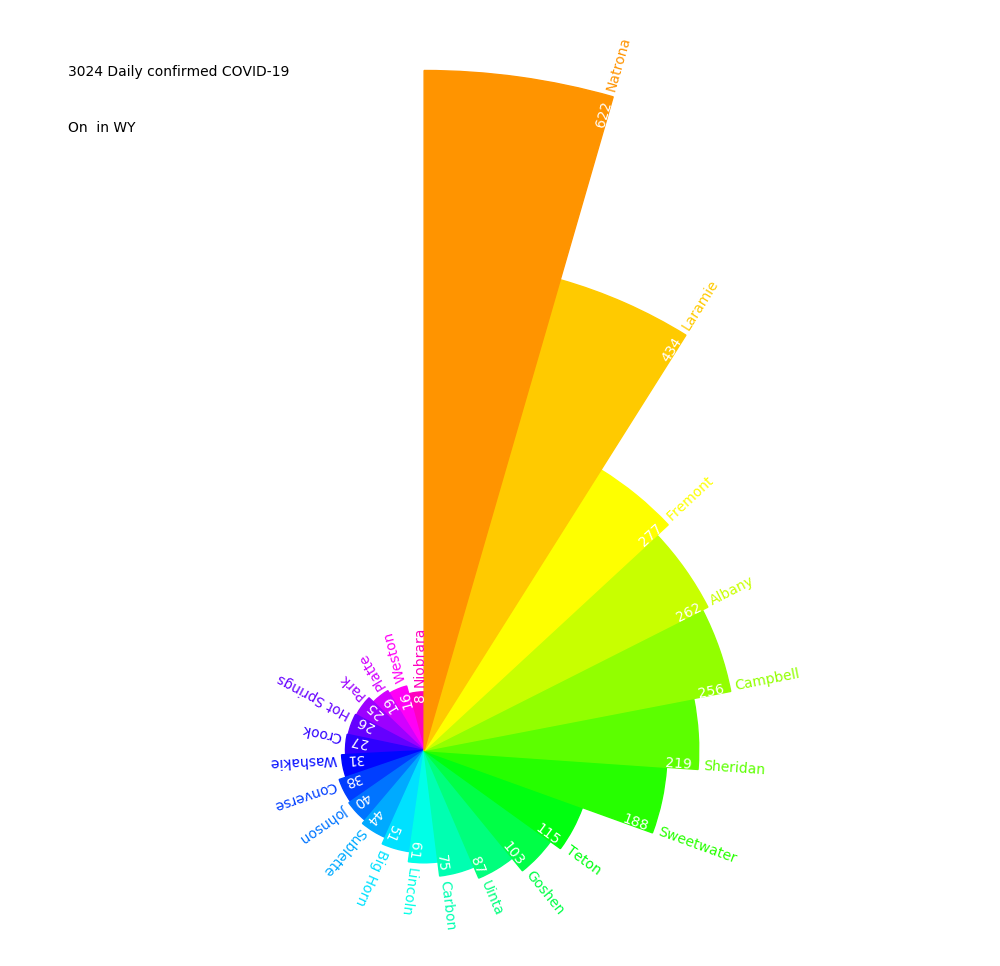 3024 Daily confirmed COVID-19
On  in WY
Natrona
622
Laramie
434
Fremont
277
Albany
262
Campbell
256
Sheridan
219
Sweetwater
188
Teton
115
Goshen
103
Uinta
87
Carbon
75
Lincoln
61
Big Horn
51
Sublette
44
Johnson
40
Converse
38
Washakie
31
Crook
27
Hot Springs
26
Park
25
Platte
19
Weston
16
Niobrara
8